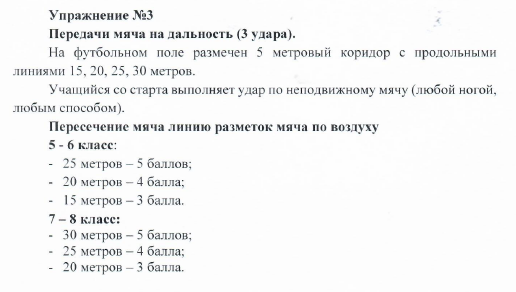 Упражнение №3
Передачи мяча на дальность (3 удара).
На футбольном поле размечен 5 метровый коридор с продольными
линиями 15, 20, 25, 30 метров.
Учащийся со старта выполняет удар по неподвижному мячу (любой ногой,
любым способом).
Пересечение мяча линию разметок мяча по воздуху
5 - 6 класс:
- 25 метров – 5 баллов;
- 20 метров – 4 балла;
- 15 метров – 3 балла.
7 – 8 класс:
- 30 метров – 5 баллов;
- 25 метров – 4 балла;
- 20 метров – 3 балла.